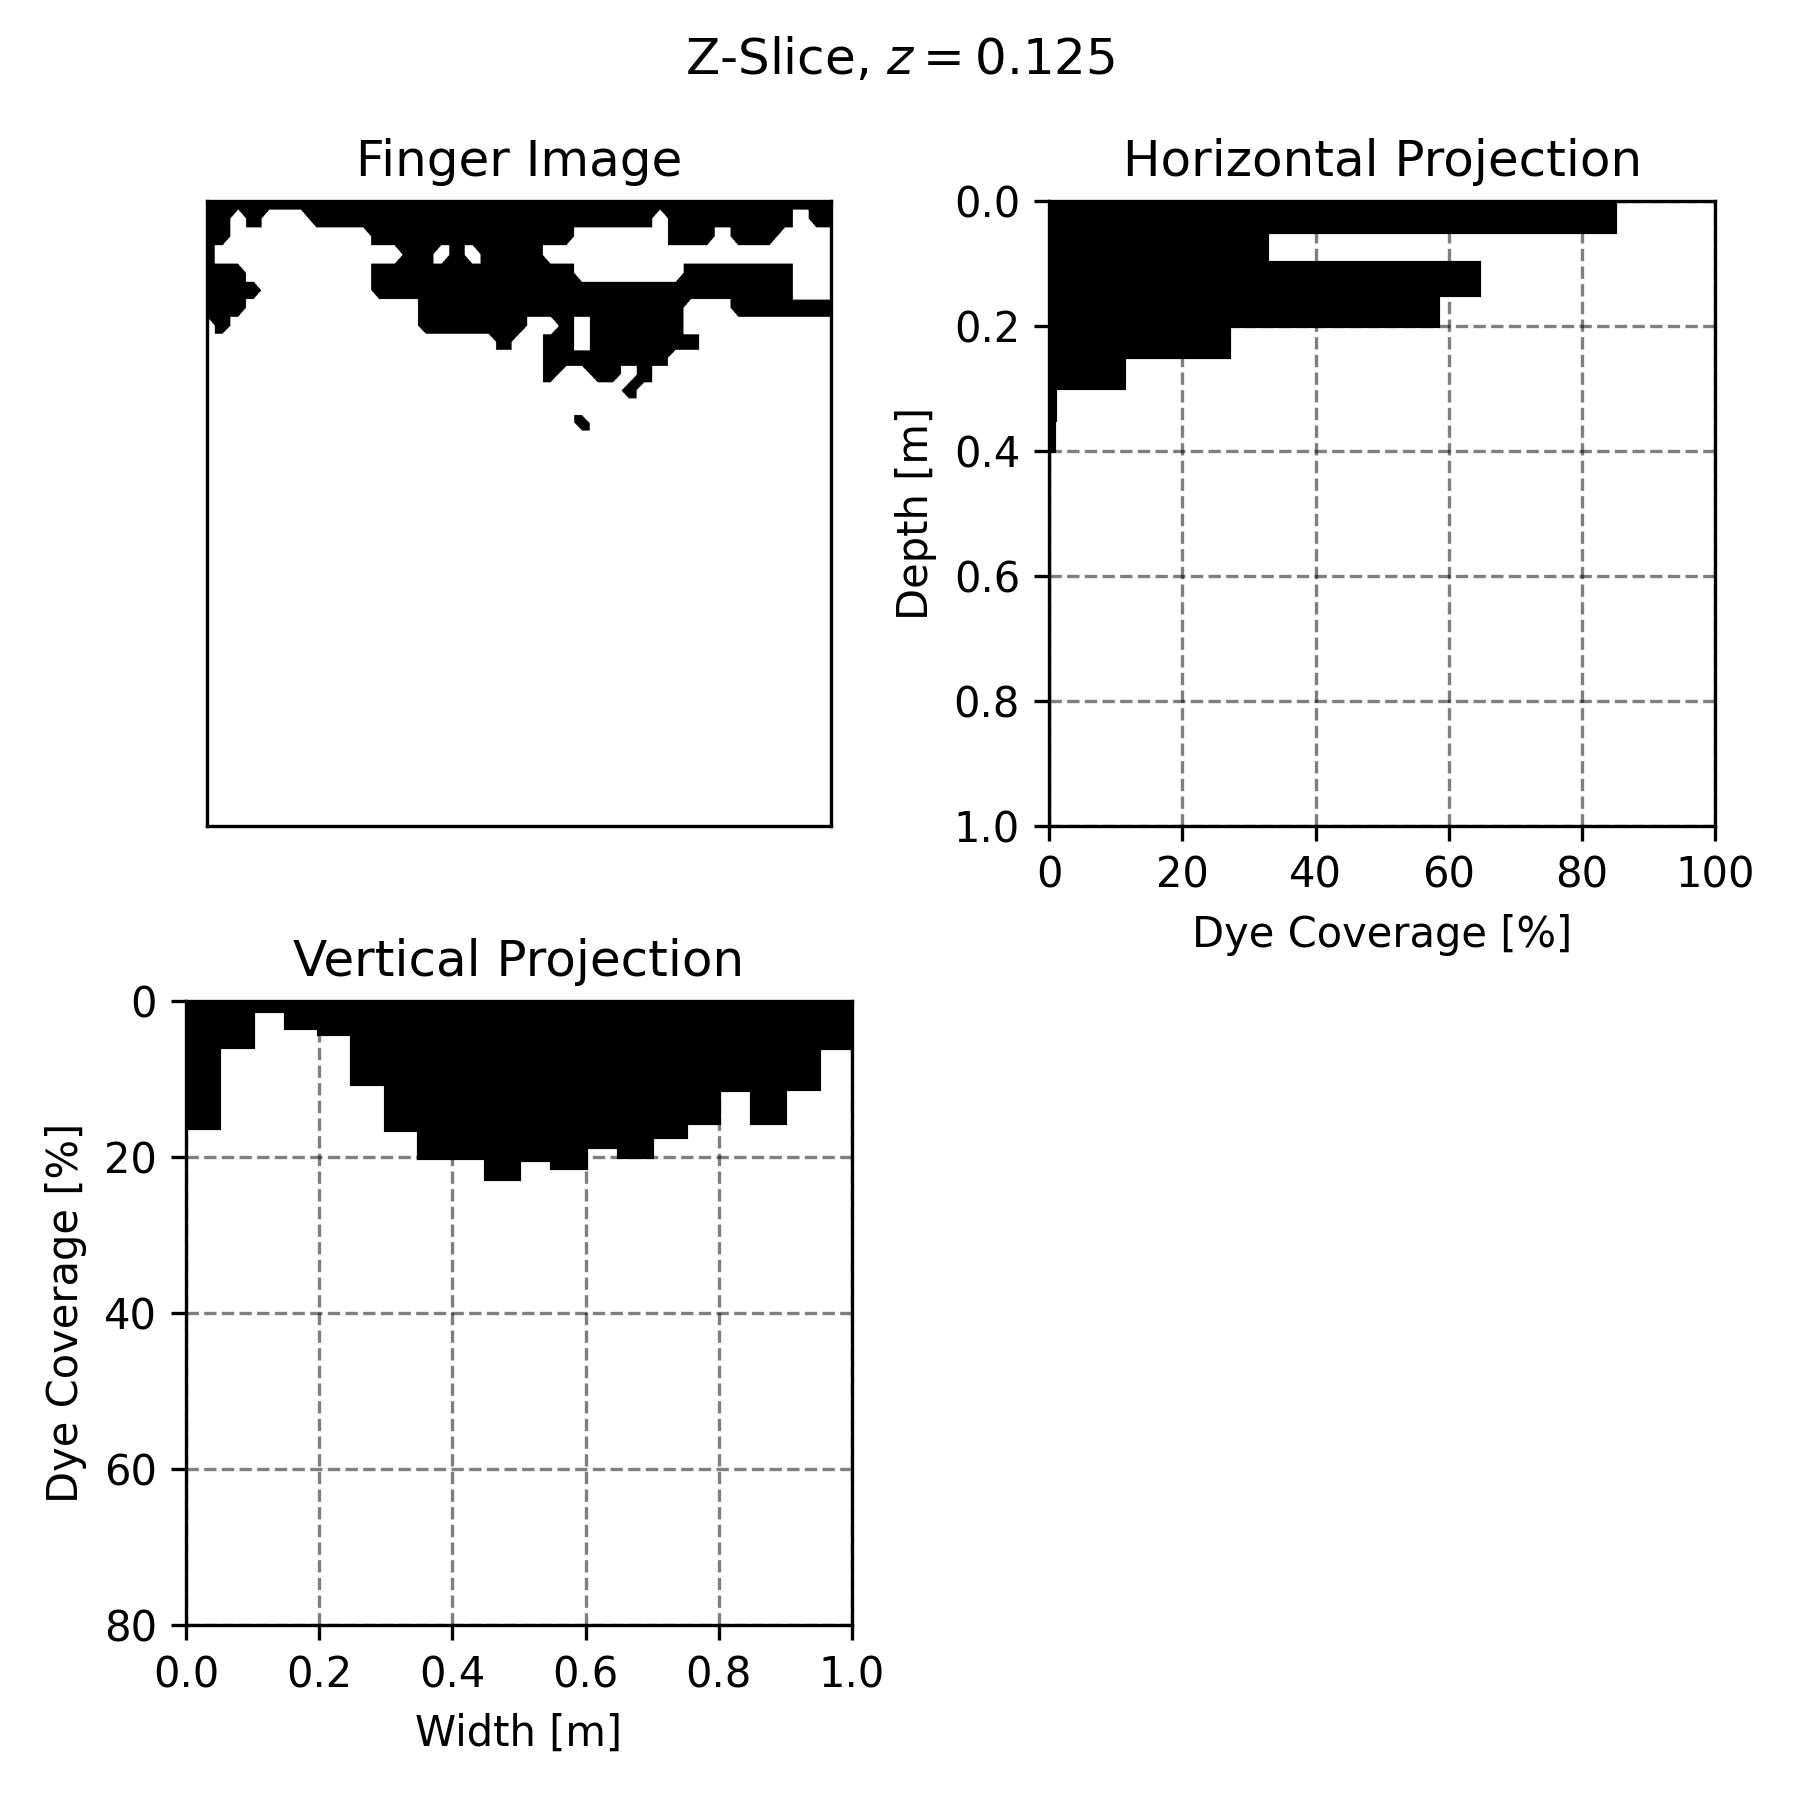 Z-Slice, z = 0.125
Finger Image
Horizontal Projection
0.0
0.2
0.4
0.6
0.8
1.0
Depth [m]
0 20 40 60 80 100
Dye Coverage [%]
Vertical Projection
0
20
40
60
80
Dye Coverage [%]
0.0 0.2 0.4 0.6 0.8 1.0
Width [m]